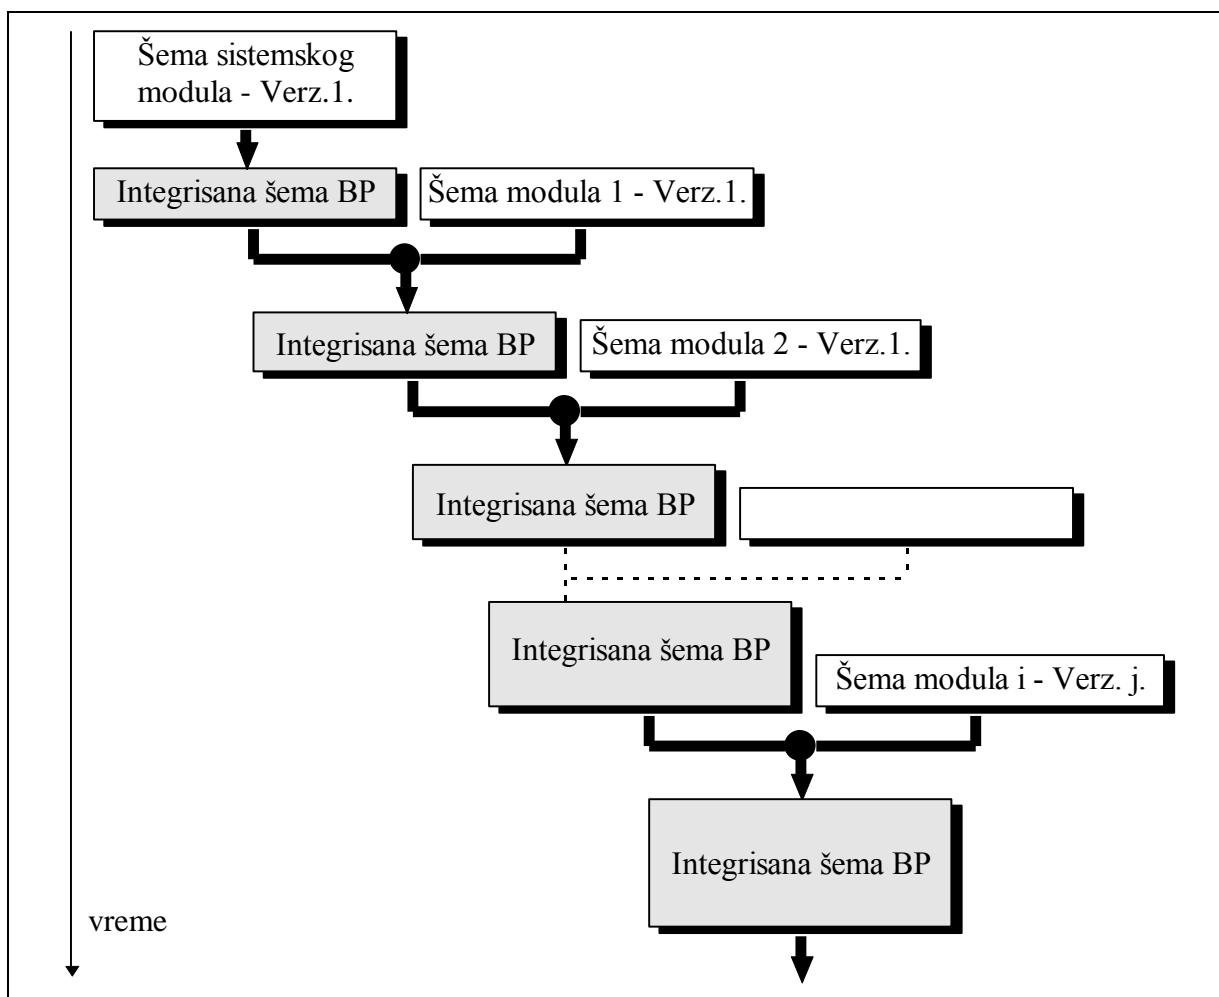 Šema sistemskog
modula - Verz.1.
Integrisana šema BP
Šema modula 1 - Verz.1.
Integrisana šema BP
Šema modula 2 - Verz.1.
Integrisana šema BP
Integrisana šema BP
Šema modula i - Verz. j.
Integrisana šema BP
vreme